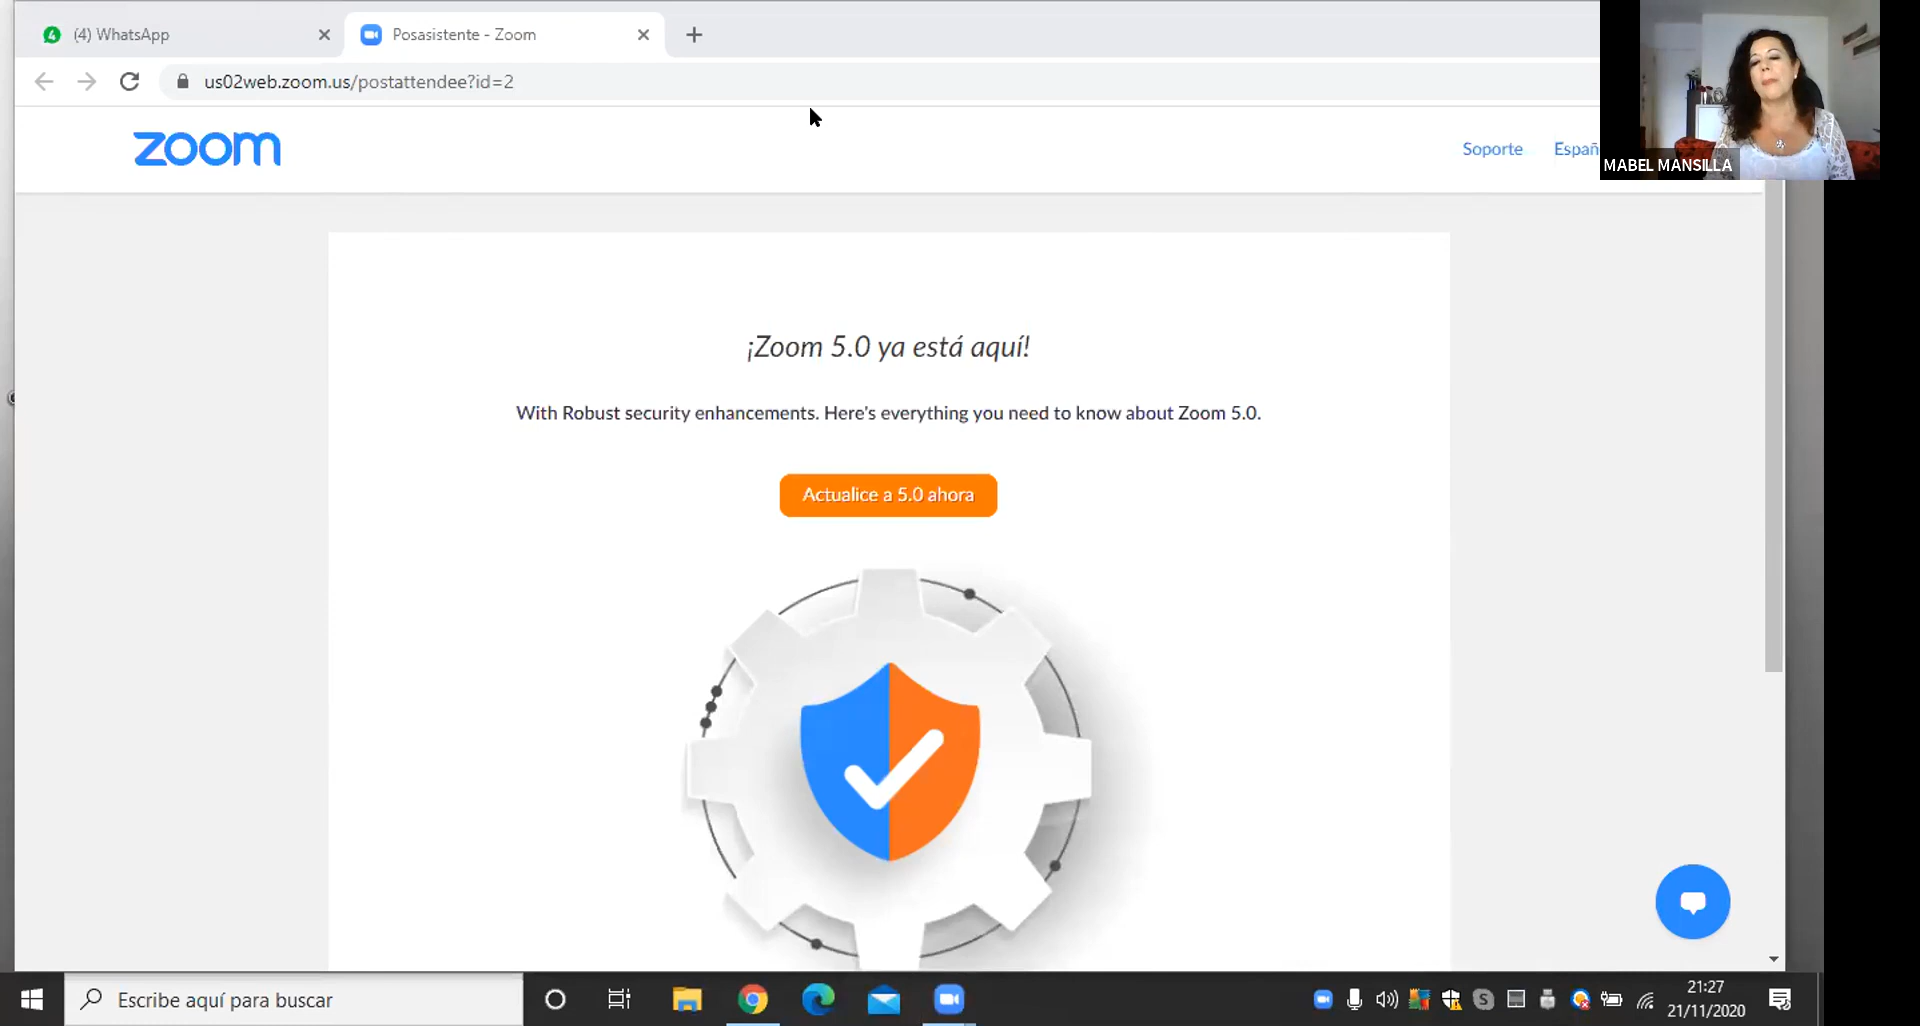 (4) WhatsApp
Posasistente - Zoom
us02web.zoom.us/postattendee?id=2
zoom
Soporte
Españ
MABEL MANSILLA
¡Zoom 5.0 ya está aquí!
With Robust security enhancements. Here's everything you need to know about Zoom 5.0.
Actualice a 5.0 ahora
Escribe aquí para buscar
21:27
21/11/2020